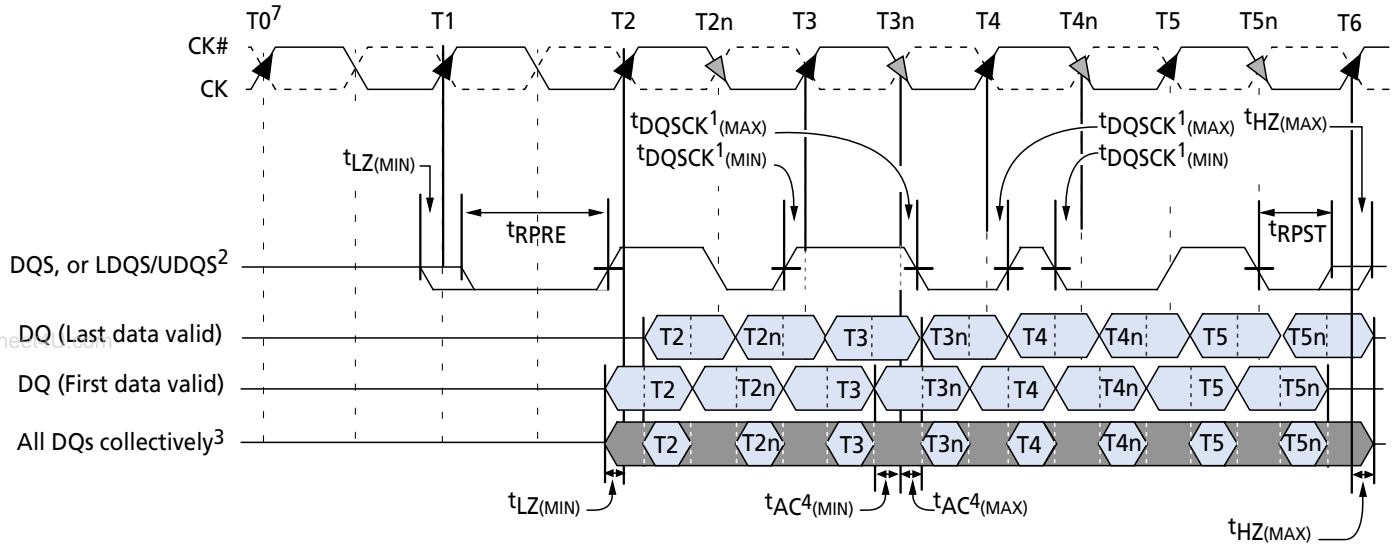 T0⁷ T1 T2 T2n T3 T3n T4 T4n T5 T5n T6
CK#
CK
tDQSCK¹(MAX) tDQSCK¹(MAX) tHZ(MAX)
tLZ(MIN) tDQSCK¹(MIN) tDQSCK¹(MIN)
tRPRE tRPST
DQS, or LDQS/UDQS²
DQ (Last data valid) T2 T2n T3 T3n T4 T4n T5 T5n
DQ (First data valid) T2 T2n T3 T3n T4 T4n T5 T5n
All DQs collectively³ T2 T2n T3 T3n T4 T4n T5 T5n
tLZ(MIN) tAC⁴(MIN) tAC⁴(MAX)
tHZ(MAX)